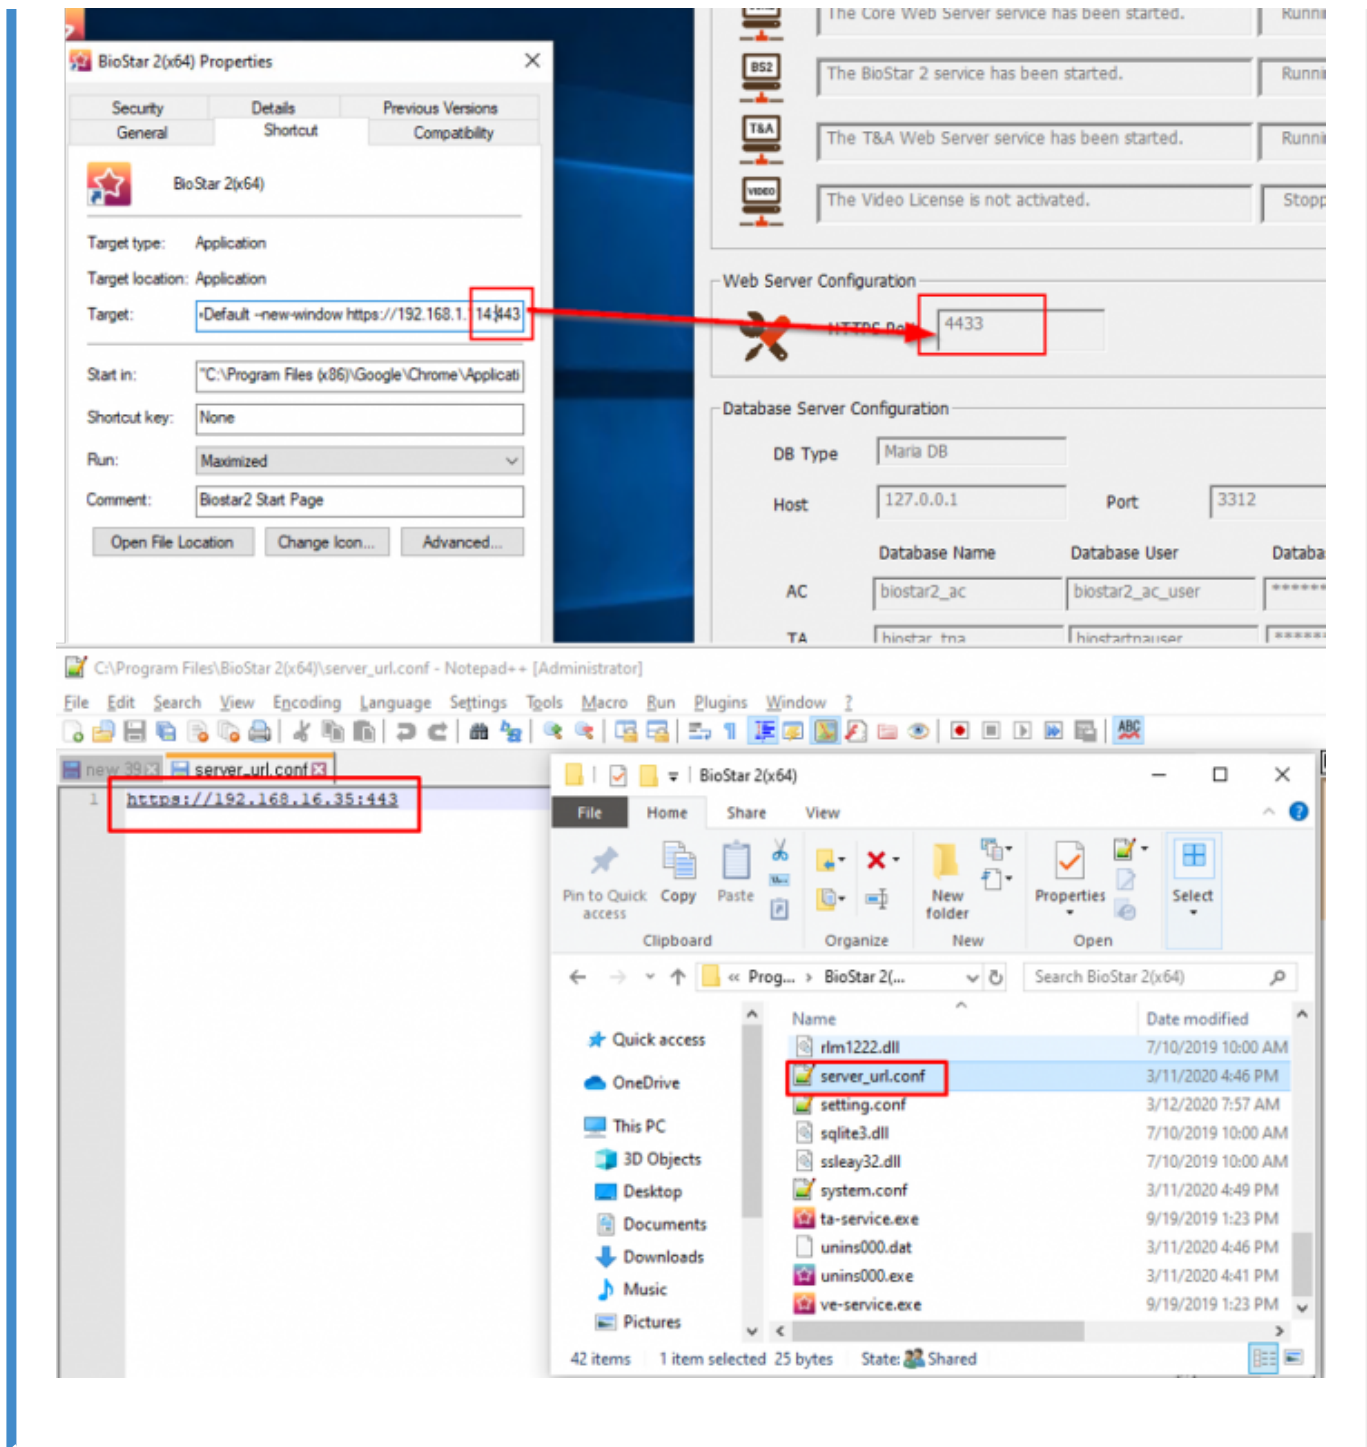 The Core Web Server service has been started.
BioStar 2(x64) Properties
BS2
The BioStar 2 service has been started.
Security Details Previous Versions
General Shortcut Compatibility
T&A
The T&A Web Server service has been started.
BioStar 2(x64)
VIDEO
The Video License is not activated.
Target type: Application
Target location: Application
Web Server Configuration
Target: Default --new-window https://192.168.1.114:443
4433
Start in: "C:\Program Files (x86)\Google\Chrome\Applicati
Shortcut key: None
Database Server Configuration
Run: Maximized
DB Type Maria DB
Comment: Biostar2 Start Page
Host 127.0.0.1 Port 3312
Open File Location Change Icon... Advanced...
Database Name Database User Databa
AC biostar2_ac biostar2_ac_user ******
TA biostar_tna biostartnauser ******
C:\Program Files\BioStar 2(x64)\server_url.conf - Notepad++ [Administrator]
File Edit Search View Encoding Language Settings Tools Macro Run Plugins Window ?
ABC
new 39 server_url.conf
1 https://192.168.16.35:443
BioStar 2(x64)
File Home Share View
Pin to Quick access
Copy
Paste
New folder
Properties
Select
Clipboard Organize New Open
« Prog... › BioStar 2(... Search BioStar 2(x64)
Name Date modified
Quick access
OneDrive
This PC
3D Objects
Desktop
Documents
Downloads
Music
Pictures
rlm1222.dll 7/10/2019 10:00 AM
server_url.conf 3/11/2020 4:46 PM
setting.conf 3/12/2020 7:57 AM
sqlite3.dll 7/10/2019 10:00 AM
ssleay32.dll 7/10/2019 10:00 AM
system.conf 3/11/2020 4:49 PM
ta-service.exe 9/19/2019 1:23 PM
unins000.dat 3/11/2020 4:46 PM
unins000.exe 3/11/2020 4:41 PM
ve-service.exe 9/19/2019 1:23 PM
42 items 1 item selected 25 bytes State: Shared